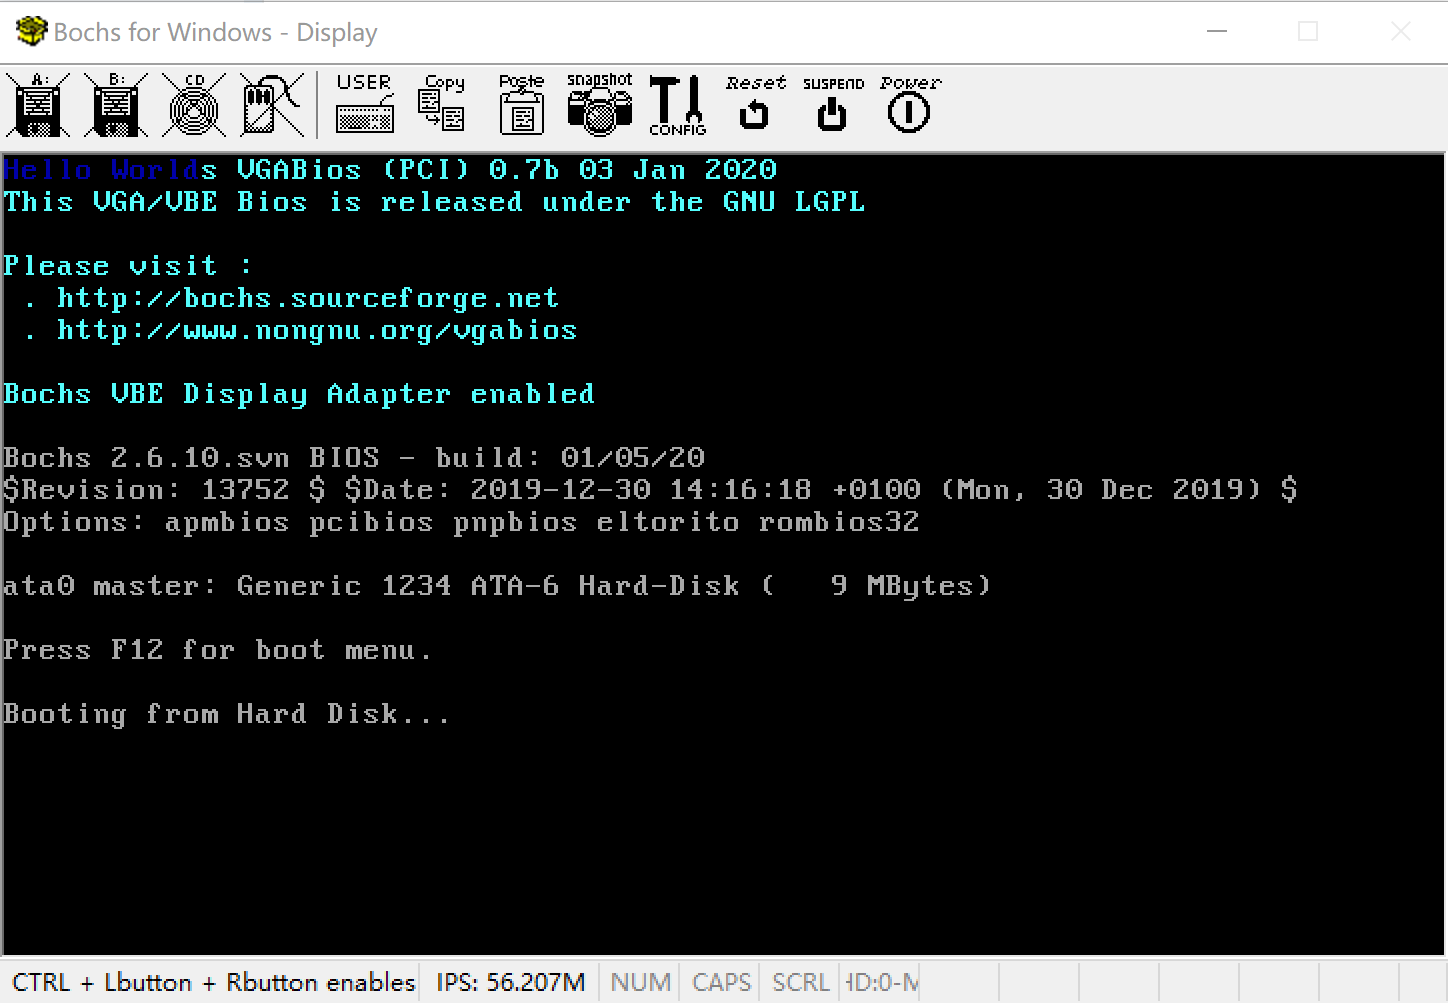 Bochs for Windows - Display
A: B: CD USER Copy Paste snapshot CONFIG Reset SUSPEND Power
Hello Worlds VGABios (PCI) 0.7b 03 Jan 2020
This VGA/VBE Bios is released under the GNU LGPL
Please visit :
. http://bochs.sourceforge.net
. http://www.nongnu.org/vgabios
Bochs VBE Display Adapter enabled
Bochs 2.6.10.svn BIOS - build: 01/05/20
$Revision: 13752 $ $Date: 2019-12-30 14:16:18 +0100 (Mon, 30 Dec 2019) $
Options: apmbios pcibios pnpbios eltorito rombios32
ata0 master: Generic 1234 ATA-6 Hard-Disk (   9 MBytes)
Press F12 for boot menu.
Booting from Hard Disk...
CTRL + Lbutton + Rbutton enables IPS: 56.207M NUM CAPS SCRL